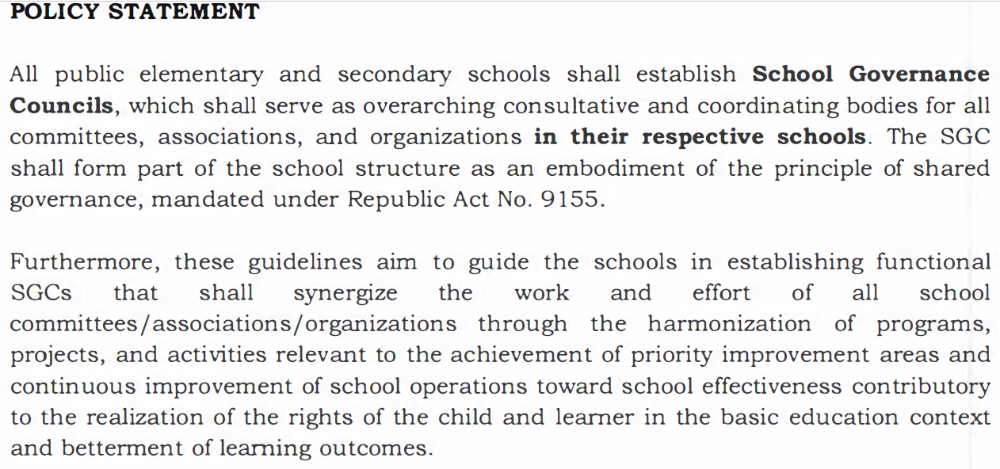 POLICY STATEMENT
All public elementary and secondary schools shall establish School Governance
Councils, which shall serve as overarching consultative and coordinating bodies for all
committees, associations, and organizations in their respective schools. The SGC
shall form part of the school structure as an embodiment of the principle of shared
governance, mandated under Republic Act No. 9155.
Furthermore, these guidelines aim to guide the schools in establishing functional
SGCs that shall synergize the work and effort of all school
committees/associations/organizations through the harmonization of programs,
projects, and activities relevant to the achievement of priority improvement areas and
continuous improvement of school operations toward school effectiveness contributory
to the realization of the rights of the child and learner in the basic education context
and betterment of learning outcomes.